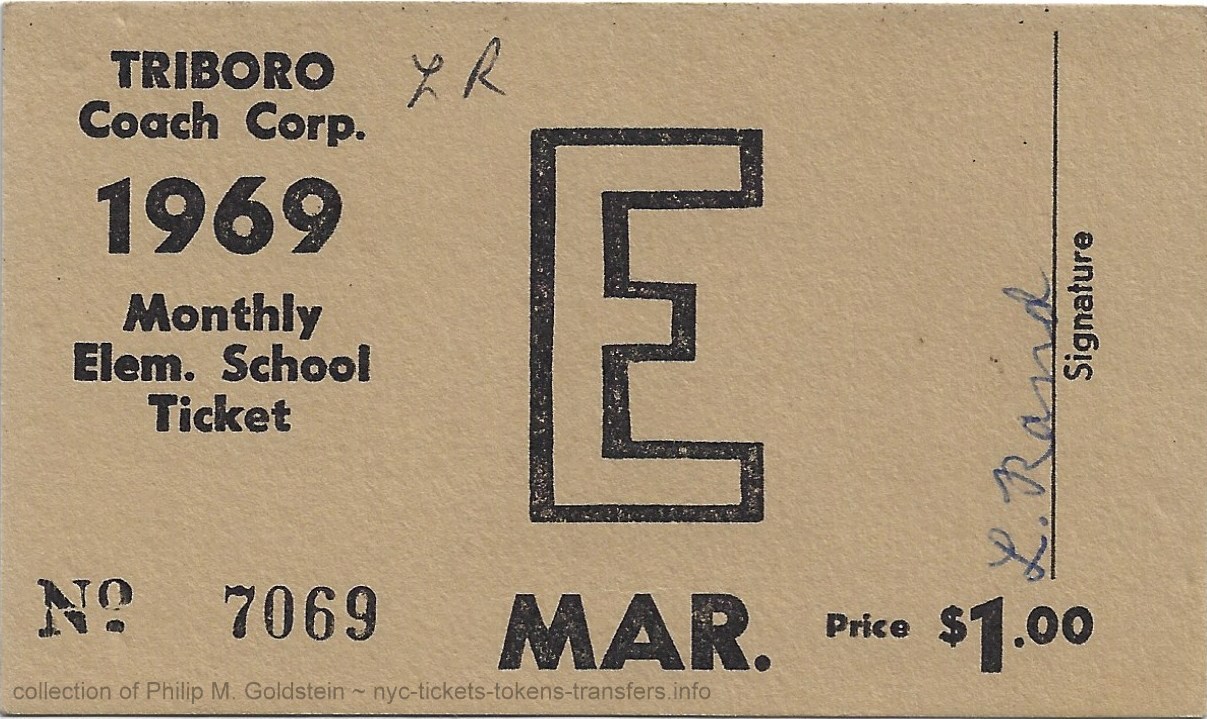 TRIBORO
Coach Corp.
L R
1969
Monthly
Elem. School
Ticket
E
L. Rand
Signature
Nº 7069
MAR.
Price $1.00
collection of Philip M. Goldstein ~ nyc-tickets-tokens-transfers.info